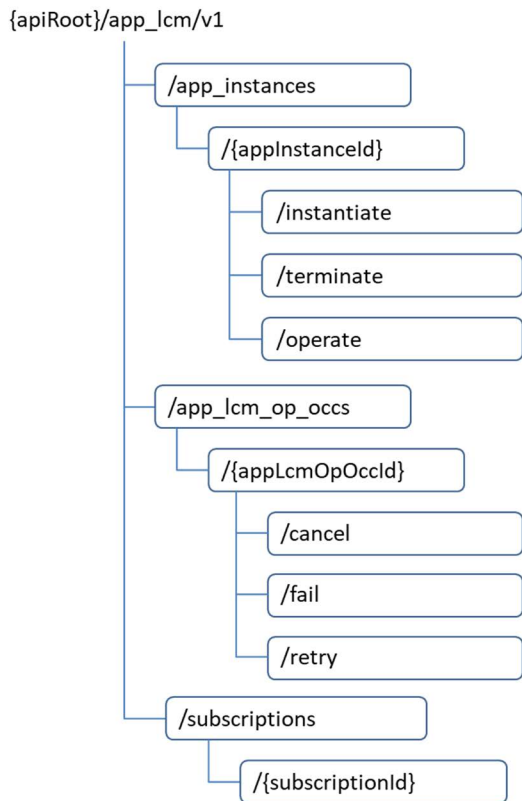 {apiRoot}/app_lcm/v1
/app_instances
/{appInstanceId}
/instantiate
/terminate
/operate
/app_lcm_op_occs
/{appLcmOpOccId}
/cancel
/fail
/retry
/subscriptions
/{subscriptionId}